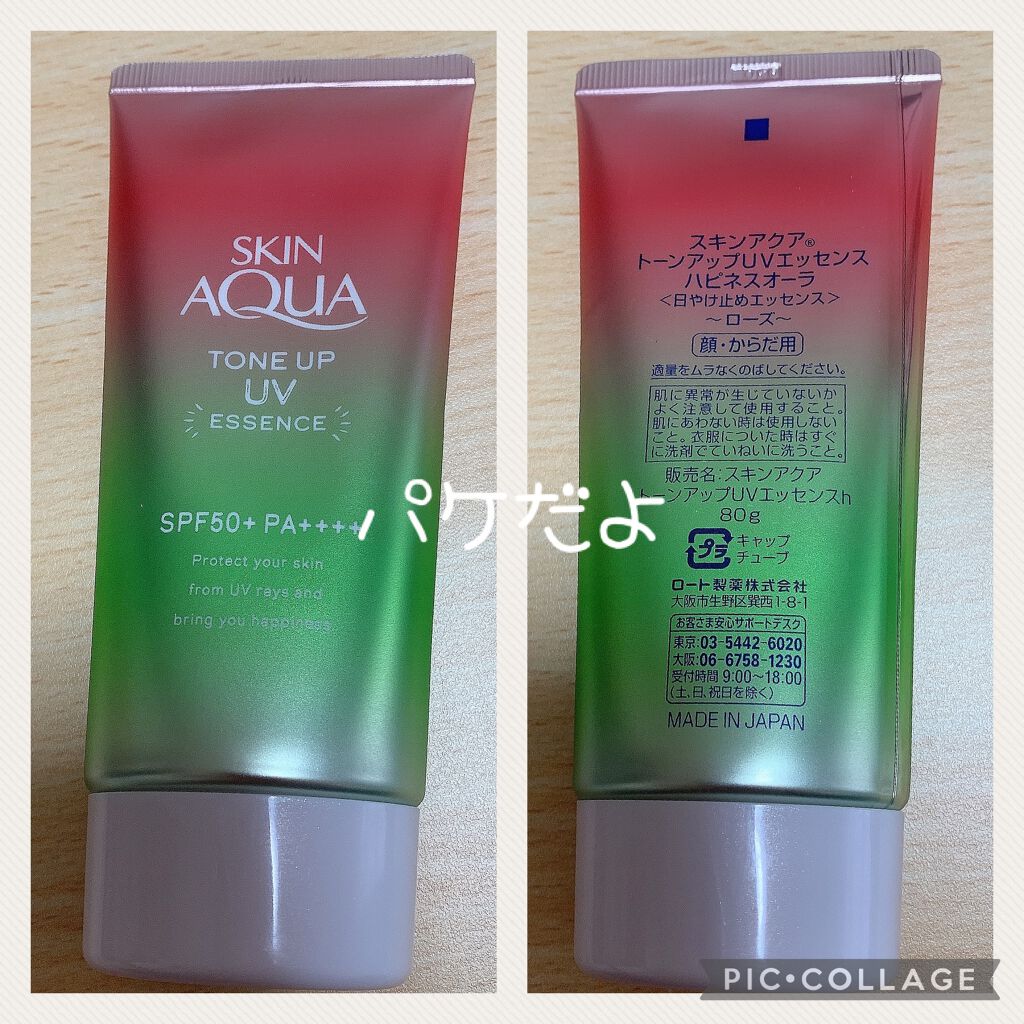 SKIN
AQUA
TONE UP
UV
ESSENCE
SPF50+ PA++++
Protect your skin
from UV rays and
bring you happiness.
パケだよ
スキンアクア®
トーンアップUVエッセンス
ハピネスオーラ
<日やけ止めエッセンス>
～ローズ～
顔・からだ用
適量をムラなくのばしてください。
肌に異常が生じていないか
よく注意して使用すること。
肌にあわない時は使用しない
こと。衣服についた時はすぐ
に洗剤でていねいに洗うこと。
販売名:スキンアクア
トーンアップUVエッセンスh
80g
プラ
キャップ
チューブ
ロート製薬株式会社
大阪市生野区巽西1-8-1
お客さま安心サポートデスク
東京:03-5442-6020
大阪:06-6758-1230
受付時間 9:00～18:00
(土、日、祝日を除く)
MADE IN JAPAN
PIC•COLLAGE